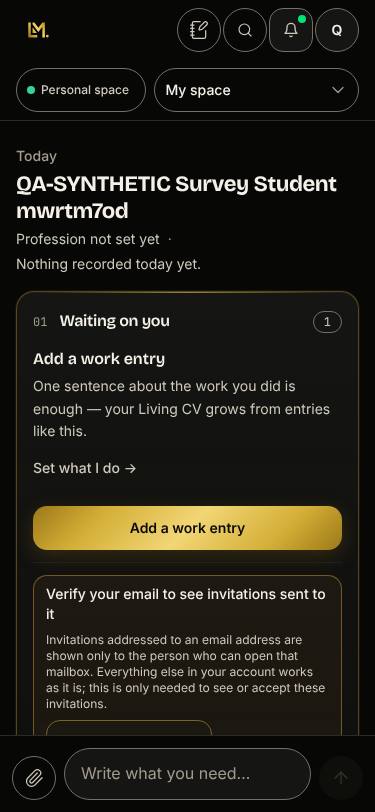 LM.
Q
Personal space
My space
Today
QA-SYNTHETIC Survey Student
mwrtm7od
Profession not set yet ·
Nothing recorded today yet.
01 Waiting on you 1
Add a work entry
One sentence about the work you did is
enough — your Living CV grows from entries
like this.
Set what I do →
Add a work entry
Verify your email to see invitations sent to
it
Invitations addressed to an email address are
shown only to the person who can open that
mailbox. Everything else in your account works
as it is; this is only needed to see or accept these
invitations.
Write what you need...